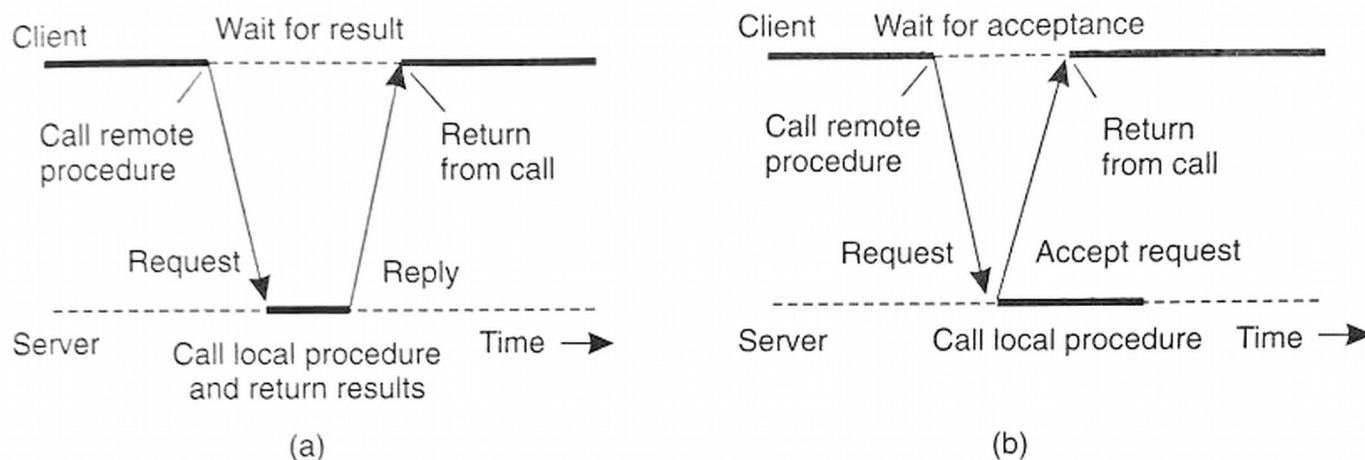 Client
Wait for result
Call remote
procedure
Return
from call
Request
Reply
Server
Call local procedure
and return results
Time
(a)
Client
Wait for acceptance
Call remote
procedure
Return
from call
Request
Accept request
Server
Call local procedure
Time
(b)